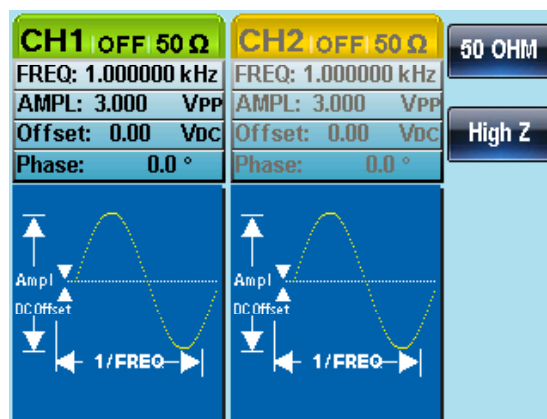 CH1 OFF 50 Ω
FREQ: 1.000000 kHz
AMPL: 3.000 VPP
Offset: 0.00 VDC
Phase: 0.0 °
Ampl
DC Offset
1/FREQ
CH2 OFF 50 Ω
FREQ: 1.000000 kHz
AMPL: 3.000 VPP
Offset: 0.00 VDC
Phase: 0.0 °
Ampl
DC Offset
1/FREQ
50 OHM
High Z